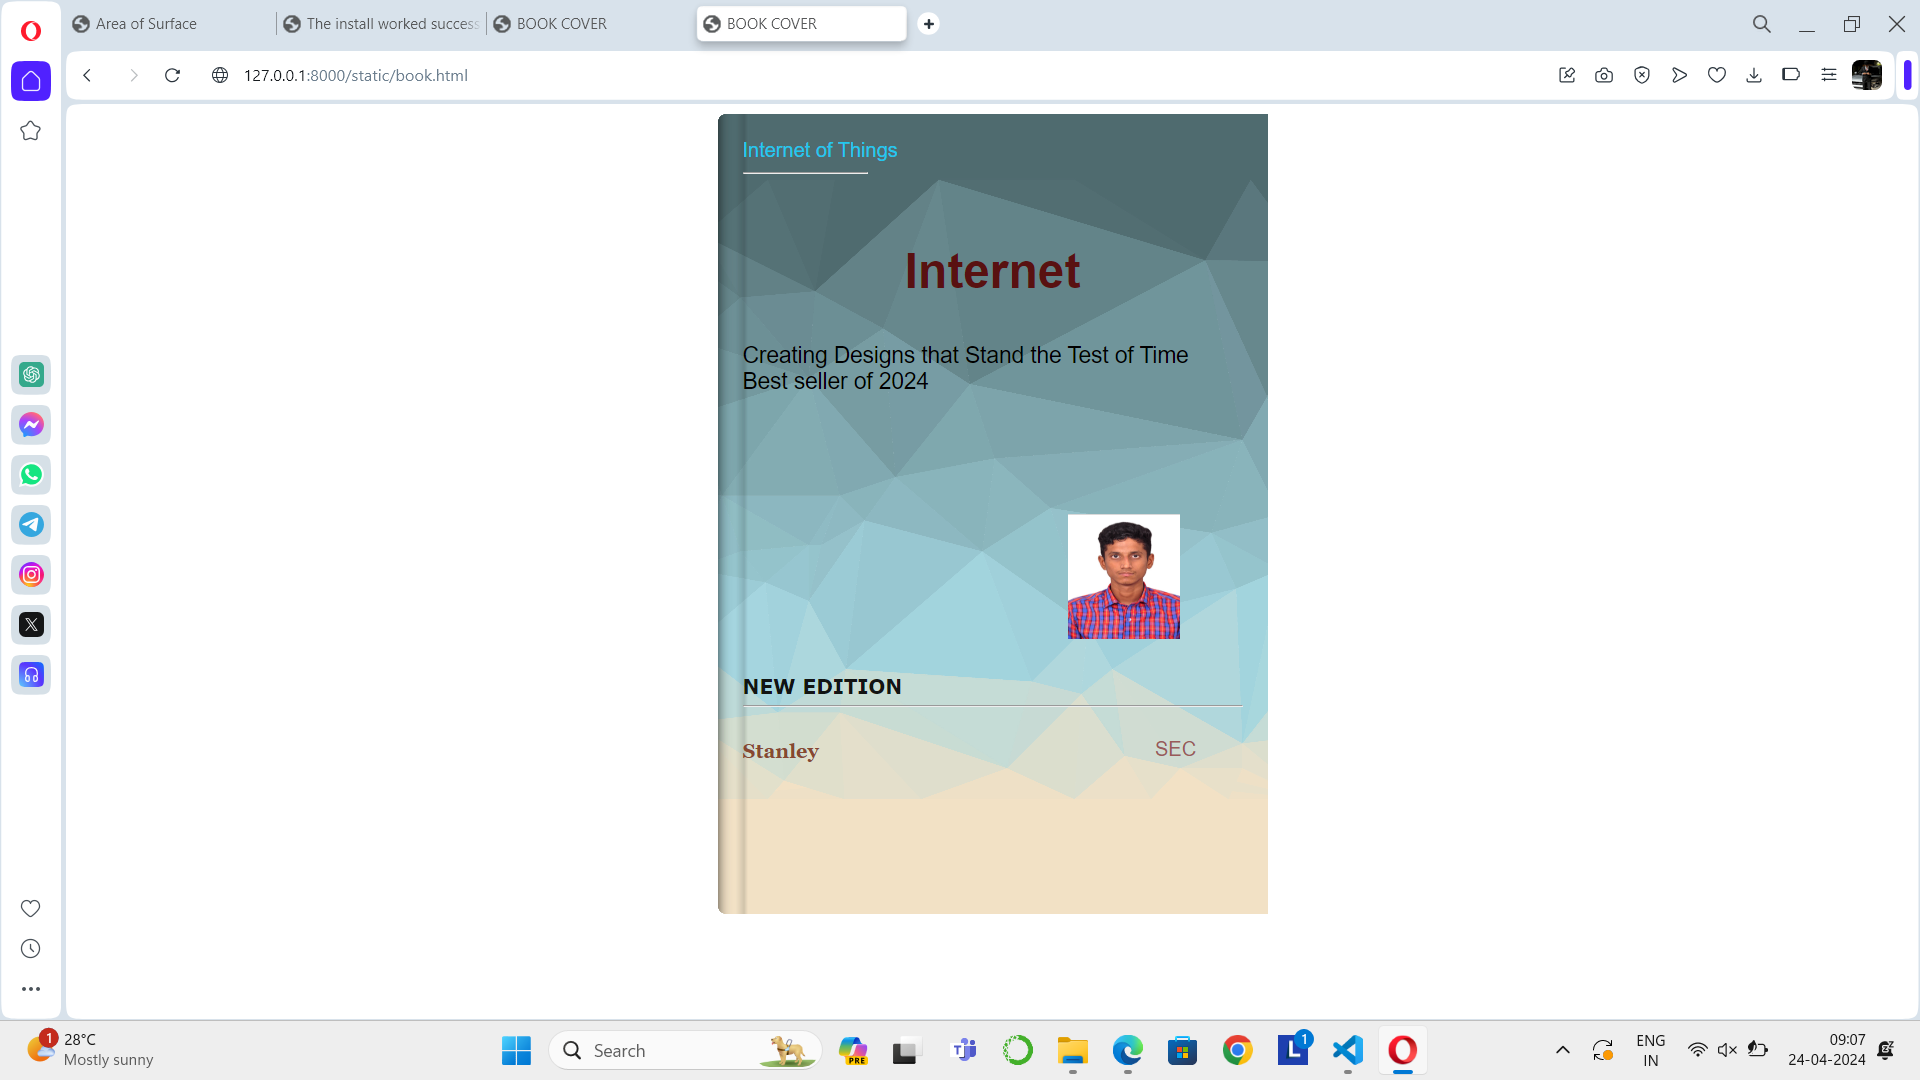 Area of Surface
The install worked success
BOOK COVER
BOOK COVER
127.0.0.1:8000/static/book.html
Internet of Things
Internet
Creating Designs that Stand the Test of Time
Best seller of 2024
NEW EDITION
Stanley
SEC
1
28°C
Mostly sunny
Search
PRE
1
ENG
IN
09:07
24-04-2024